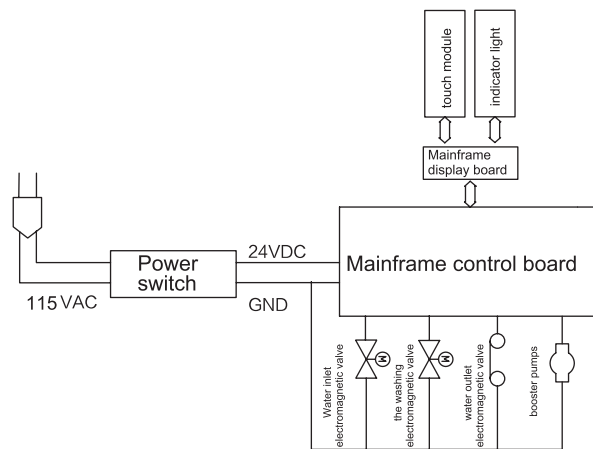 touch module
indicator light
Mainframe
display board
24VDC
Power
switch
Mainframe control board
115 VAC
GND
M
M
Water inlet
electromagnetic valve
the washing
electromagnetic valve
water outlet
electromagnetic valve
booster pumps